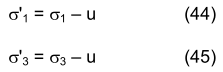 σ'₁ = σ₁ – u (44)
σ'₃ = σ₃ – u (45)